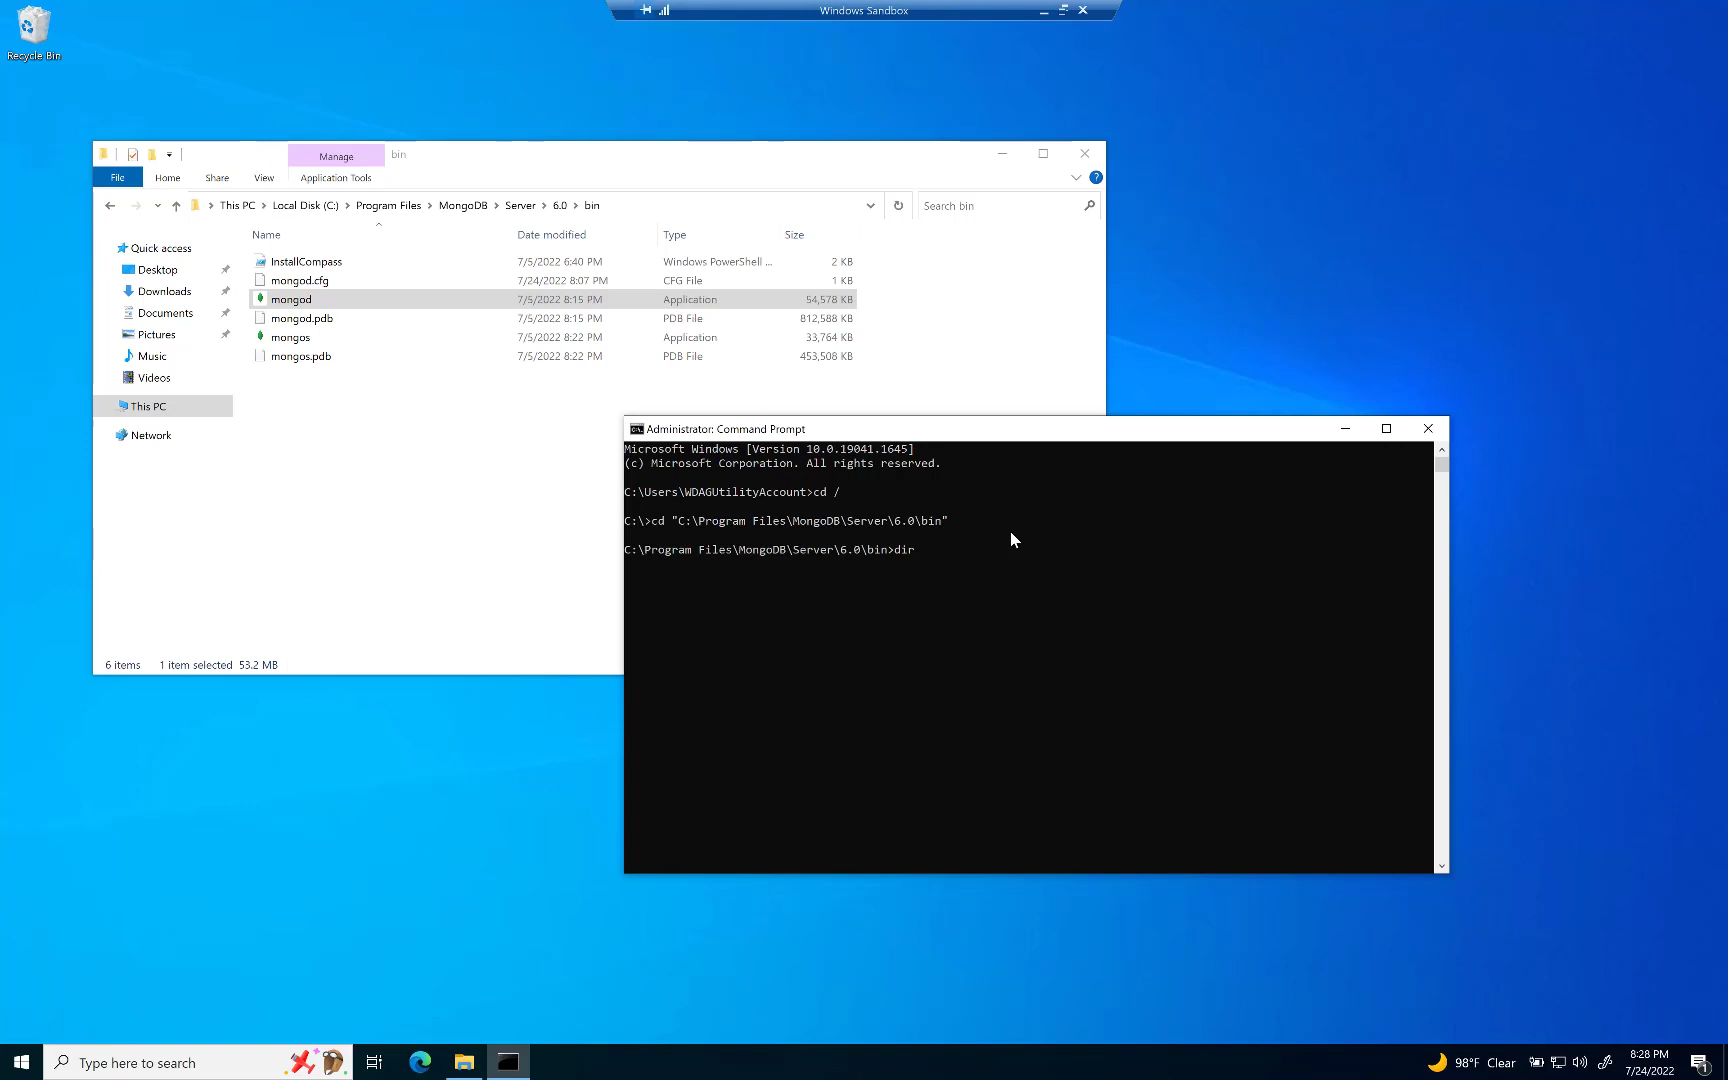 Windows Sandbox
Recycle Bin
Manage
bin
File
Home
Share
View
Application Tools
This PC
Local Disk (C:)
Program Files
MongoDB
Server
6.0
bin
Search bin
Name
Date modified
Type
Size
Quick access
Desktop
Downloads
Documents
Pictures
Music
Videos
This PC
Network
InstallCompass 7/5/2022 6:40 PM Windows PowerShell ... 2 KB
mongod.cfg 7/24/2022 8:07 PM CFG File 1 KB
mongod 7/5/2022 8:15 PM Application 54,578 KB
mongod.pdb 7/5/2022 8:15 PM PDB File 812,588 KB
mongos 7/5/2022 8:22 PM Application 33,764 KB
mongos.pdb 7/5/2022 8:22 PM PDB File 453,508 KB
6 items 1 item selected 53.2 MB
Administrator: Command Prompt
Microsoft Windows [Version 10.0.19041.1645]
(c) Microsoft Corporation. All rights reserved.
C:\Users\WDAGUtilityAccount>cd /
C:\>cd "C:\Program Files\MongoDB\Server\6.0\bin"
C:\Program Files\MongoDB\Server\6.0\bin>dir
Type here to search
98°F Clear
8:28 PM
7/24/2022
1